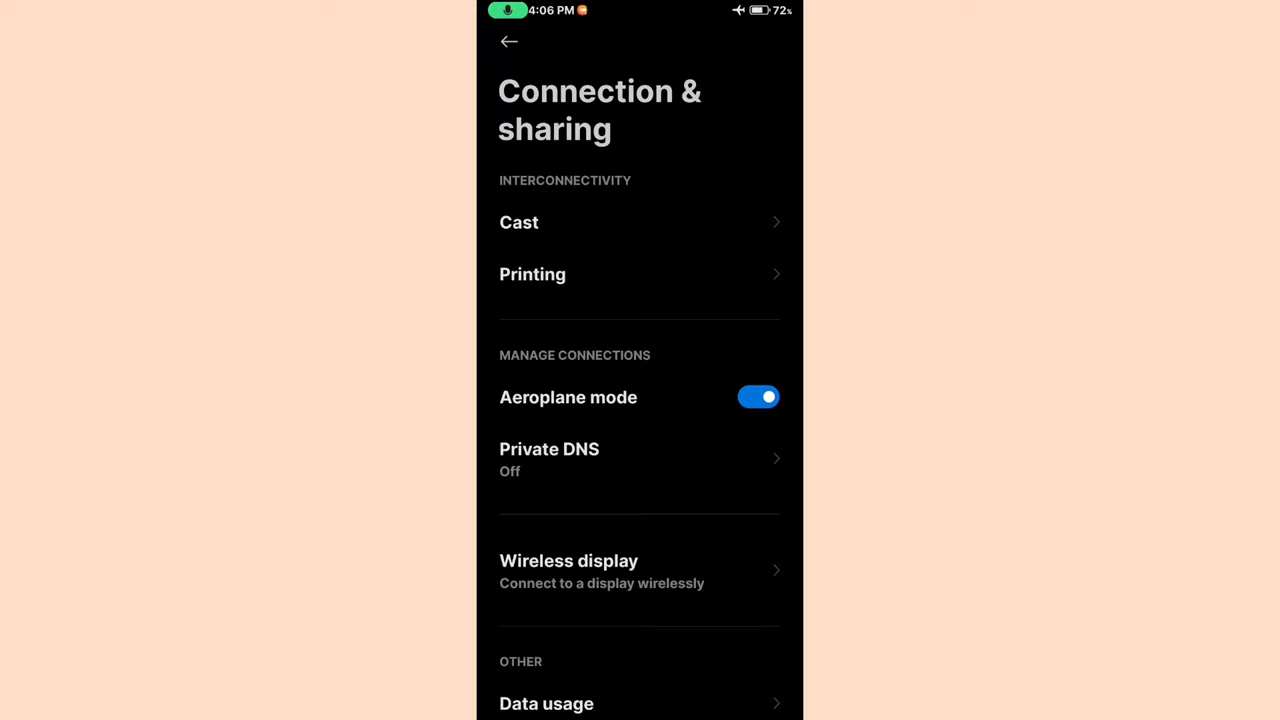 4:06 PM 72%
Connection &
sharing
INTERCONNECTIVITY
Cast
Printing
MANAGE CONNECTIONS
Aeroplane mode
Private DNS
Off
Wireless display
Connect to a display wirelessly
OTHER
Data usage